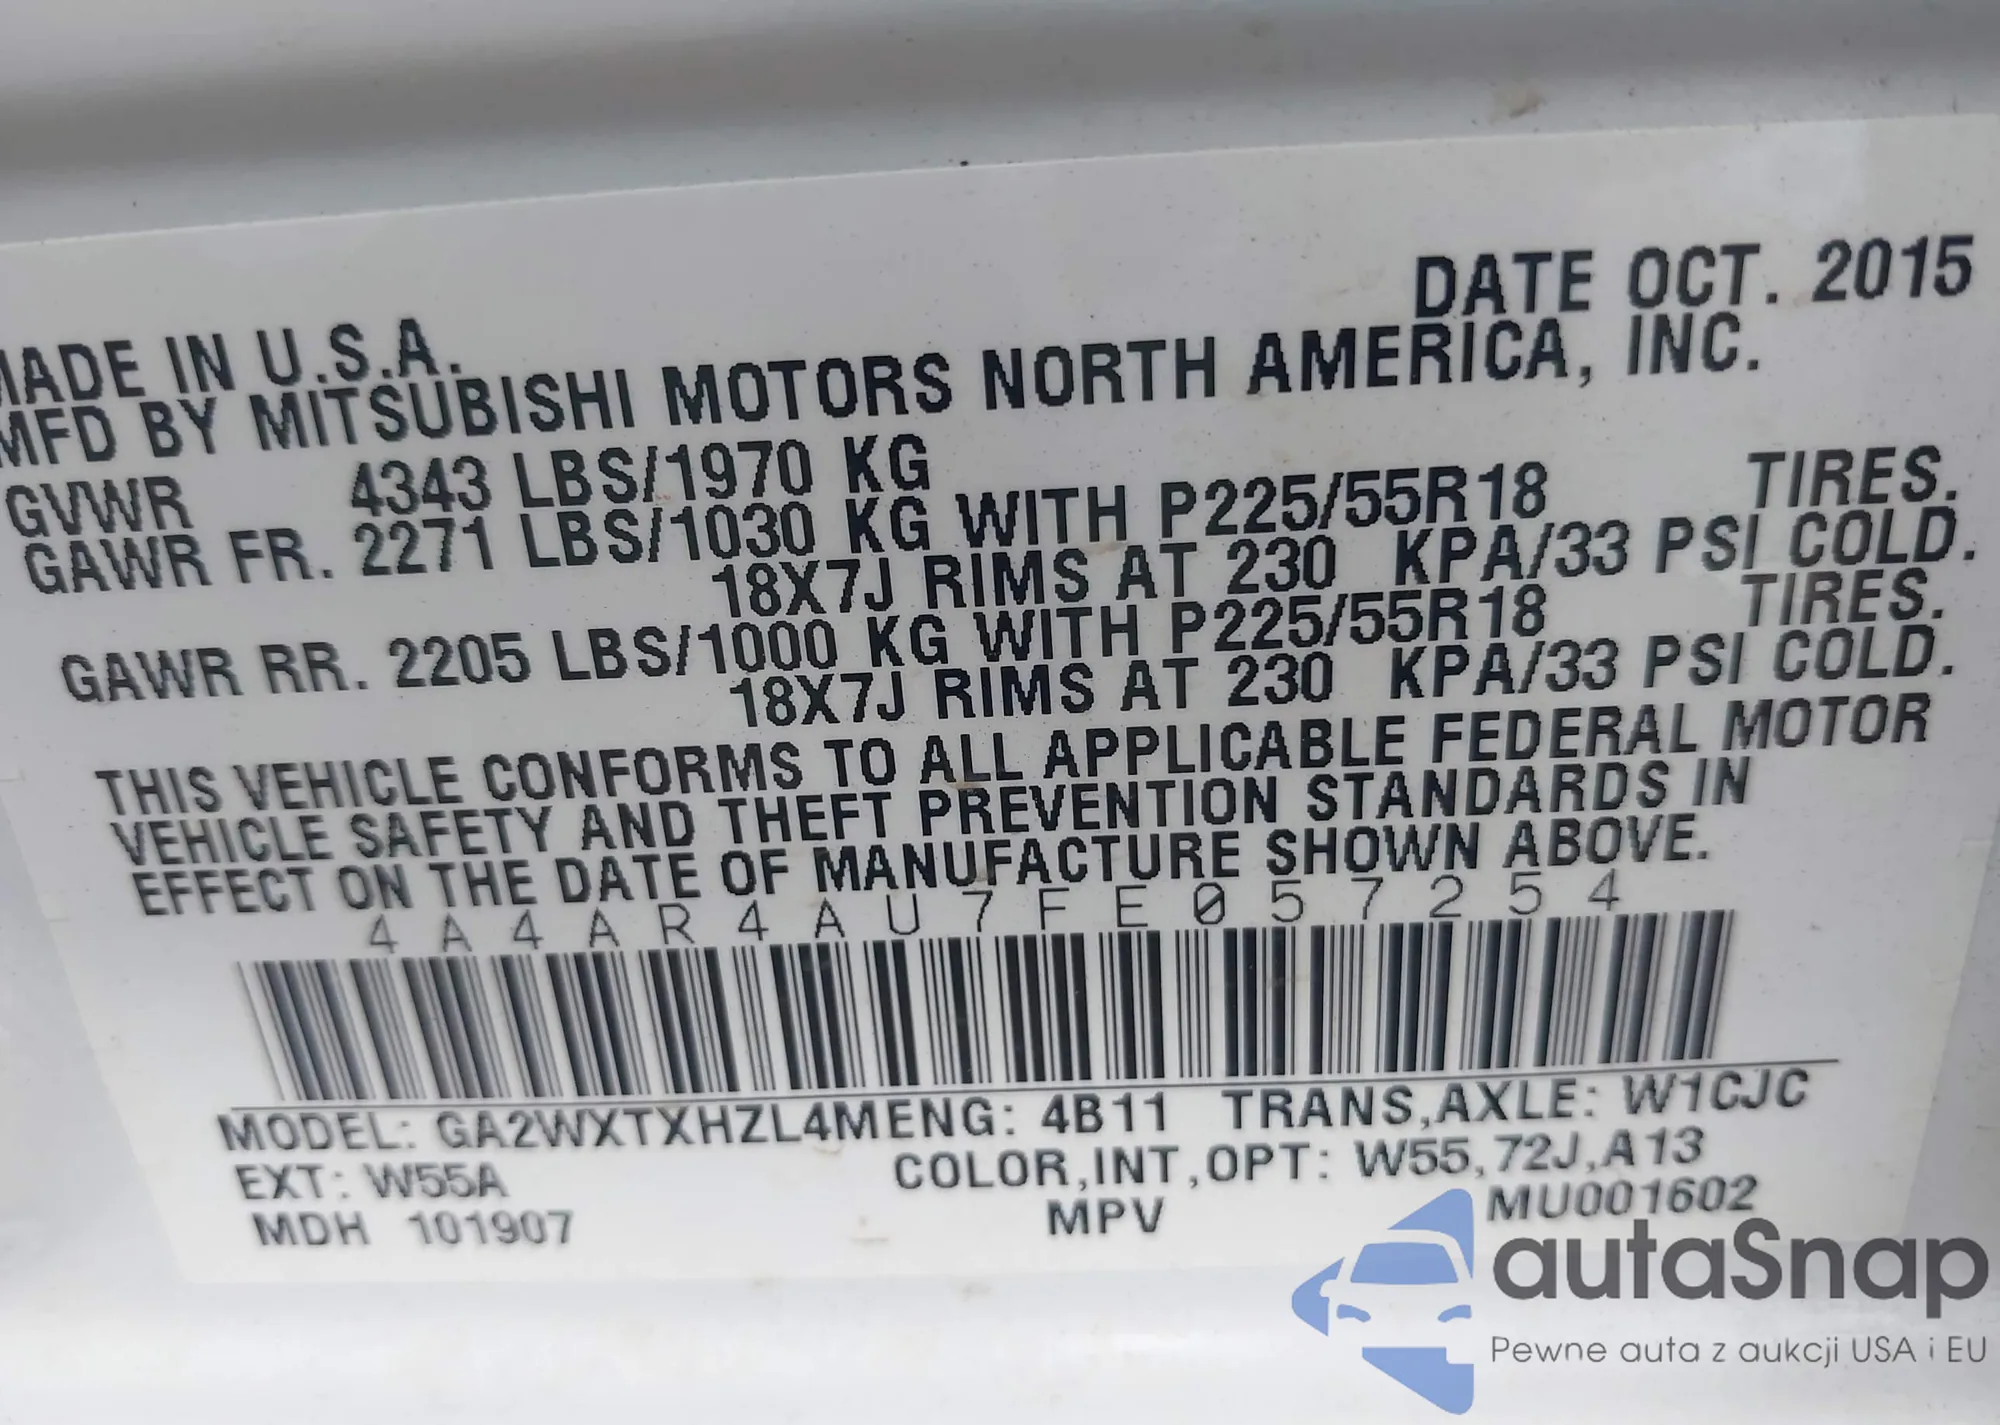 DATE OCT. 2015
MADE IN U.S.A.
MFD BY MITSUBISHI MOTORS NORTH AMERICA, INC.
GVWR 4343 LBS/1970 KG
GAWR FR. 2271 LBS/1030 KG WITH P225/55R18 TIRES.
18X7J RIMS AT 230 KPA/33 PSI COLD.
GAWR RR. 2205 LBS/1000 KG WITH P225/55R18 TIRES.
18X7J RIMS AT 230 KPA/33 PSI COLD.
THIS VEHICLE CONFORMS TO ALL APPLICABLE FEDERAL MOTOR
VEHICLE SAFETY AND THEFT PREVENTION STANDARDS IN
EFFECT ON THE DATE OF MANUFACTURE SHOWN ABOVE.
4A4AR4AU7FE057254
MODEL: GA2WXTXHZL4MENG: 4B11 TRANS,AXLE: W1CJC
EXT: W55A COLOR,INT,OPT: W55,72J,A13
MDH 101907 MPV MU001602
autaSnap
Pewne auta z aukcji USA i EU